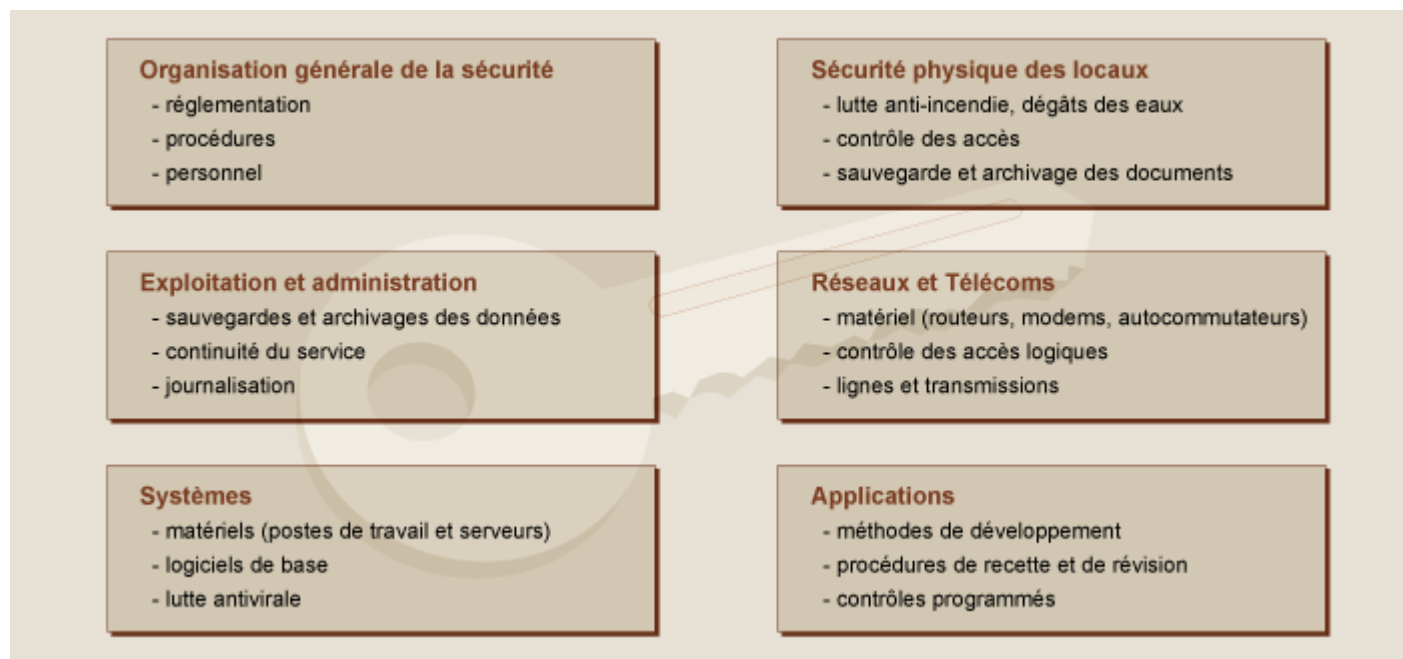 Organisation générale de la sécurité
- réglementation
- procédures
- personnel
Sécurité physique des locaux
- lutte anti-incendie, dégâts des eaux
- contrôle des accès
- sauvegarde et archivage des documents
Exploitation et administration
- sauvegardes et archivages des données
- continuité du service
- journalisation
Réseaux et Télécoms
- matériel (routeurs, modems, autocommutateurs)
- contrôle des accès logiques
- lignes et transmissions
Systèmes
- matériels (postes de travail et serveurs)
- logiciels de base
- lutte antivirale
Applications
- méthodes de développement
- procédures de recette et de révision
- contrôles programmés